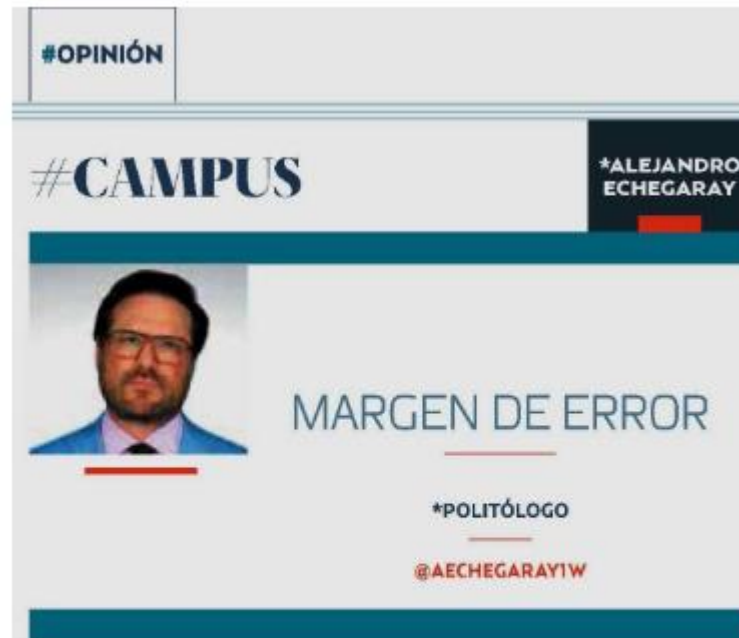 #OPINIÓN
#CAMPUS
*ALEJANDRO
ECHEGARAY
MARGEN DE ERROR
*POLITÓLOGO
@AECHEGARAY1W